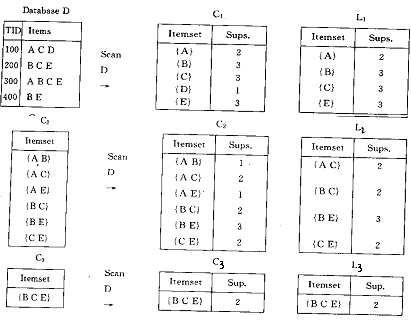 Database D
TID Items
100 A C D
200 B C E
300 A B C E
400 B E
Scan
D
→
C₁
Itemset Sups.
{A} 2
{B} 3
{C} 3
{D} 1
{E} 3
L₁
Itemset Sups.
{A} 2
{B} 3
{C} 3
{E} 3
C₂
Itemset
{A B}
{A C}
{A E}
{B C}
{B E}
{C E}
Scan
D
→
C₂
Itemset Sups.
{A B} 1
{A C} 2
{A E} 1
{B C} 2
{B E} 3
{C E} 2
L₂
Itemset Sups.
{A C} 2
{B C} 2
{B E} 3
{C E} 2
C₃
Itemset
{B C E}
Scan
D
→
C₃
Itemset Sup.
{B C E} 2
L₃
Itemset Sup.
{B C E} 2